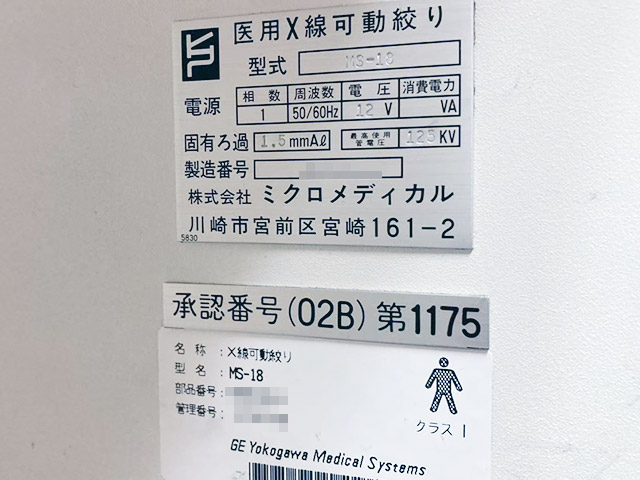 医用X線可動絞り
型式 MS-18
電源 相数 周波数 電圧 消費電力
1 50/60Hz 12 V VA
固有ろ過 1.5 mmAℓ 最高使用管電圧 125 KV
製造番号
株式会社 ミクロメディカル
川崎市宮前区宮崎161-2
5830
承認番号(02B) 第1175
名称：X線可動絞り
型名：MS-18
部品番号：
管理番号：
クラス I
GE Yokogawa Medical Systems